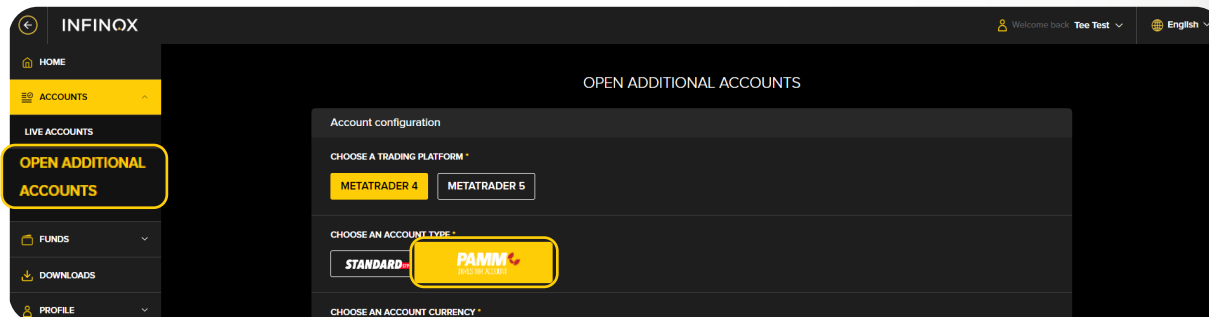 INFINOX
Welcome back Tee Test
English
HOME
ACCOUNTS
LIVE ACCOUNTS
OPEN ADDITIONAL
ACCOUNTS
FUNDS
DOWNLOADS
PROFILE
OPEN ADDITIONAL ACCOUNTS
Account configuration
CHOOSE A TRADING PLATFORM *
METATRADER 4 METATRADER 5
CHOOSE AN ACCOUNT TYPE *
STANDARD PAMM
CHOOSE AN ACCOUNT CURRENCY *